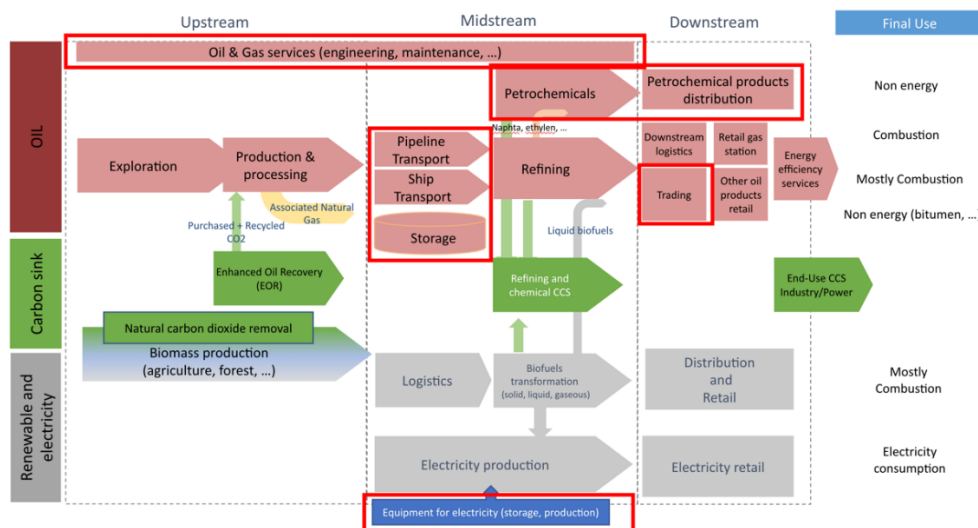 Upstream
Midstream
Downstream
Final Use
OIL
Oil & Gas services (engineering, maintenance, ...)
Petrochemicals
Petrochemical products
distribution
Non energy
Naphta, ethylen, ...
Exploration
Production &
processing
Pipeline
Transport
Ship
Transport
Storage
Refining
Downstream
logistics
Retail gas
station
Trading
Other oil
products
retail
Energy
efficiency
services
Combustion
Mostly Combustion
Non energy (bitumen, ...)
Associated Natural
Gas
Purchased + Recycled
CO2
Liquid biofuels
Carbon sink
Enhanced Oil Recovery
(EOR)
Refining and
chemical CCS
End-Use CCS
Industry/Power
Natural carbon dioxide removal
Biomass production
(agriculture, forest, ...)
Renewable and
electricity
Logistics
Biofuels
transformation
(solid, liquid, gaseous)
Distribution
and
Retail
Mostly
Combustion
Electricity production
Electricity retail
Electricity
consumption
Equipment for electricity (storage, production)